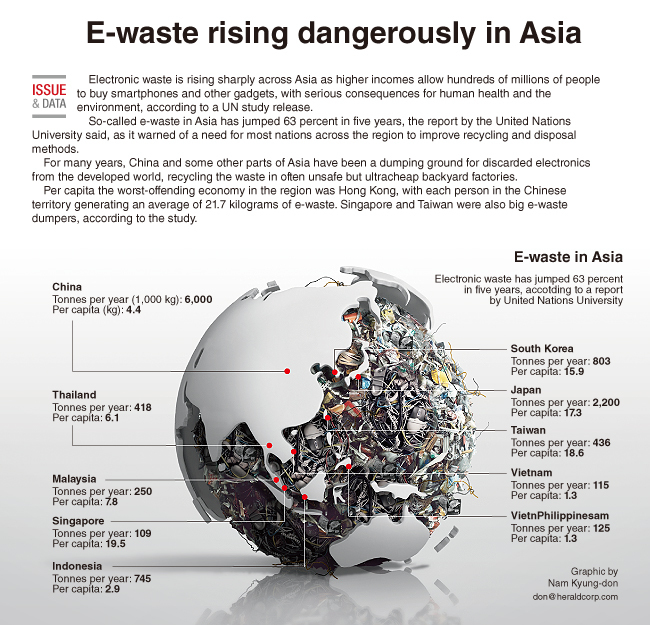 E-waste rising dangerously in Asia
ISSUE
& DATA
Electronic waste is rising sharply across Asia as higher incomes allow hundreds of millions of people
to buy smartphones and other gadgets, with serious consequences for human health and the
environment, according to a UN study release.
So-called e-waste in Asia has jumped 63 percent in five years, the report by the United Nations
University said, as it warned of a need for most nations across the region to improve recycling and disposal
methods.
For many years, China and some other parts of Asia have been a dumping ground for discarded electronics
from the developed world, recycling the waste in often unsafe but ultracheap backyard factories.
Per capita the worst-offending economy in the region was Hong Kong, with each person in the Chinese
territory generating an average of 21.7 kilograms of e-waste. Singapore and Taiwan were also big e-waste
dumpers, according to the study.
E-waste in Asia
Electronic waste has jumped 63 percent
in five years, accoting to a report
by United Nations University
China
Tonnes per year (1,000 kg): 6,000
Per capita (kg): 4.4
Thailand
Tonnes per year: 418
Per capita: 6.1
Malaysia
Tonnes per year: 250
Per capita: 7.8
Singapore
Tonnes per year: 109
Per capita: 19.5
Indonesia
Tonnes per year: 745
Per capita: 2.9
South Korea
Tonnes per year: 803
Per capita: 15.9
Japan
Tonnes per year: 2,200
Per capita: 17.3
Taiwan
Tonnes per year: 436
Per capita: 18.6
Vietnam
Tonnes per year: 115
Per capita: 1.3
VietnPhilippinesam
Tonnes per year: 125
Per capita: 1.3
Graphic by
Nam Kyung-don
don@heraldcorp.com